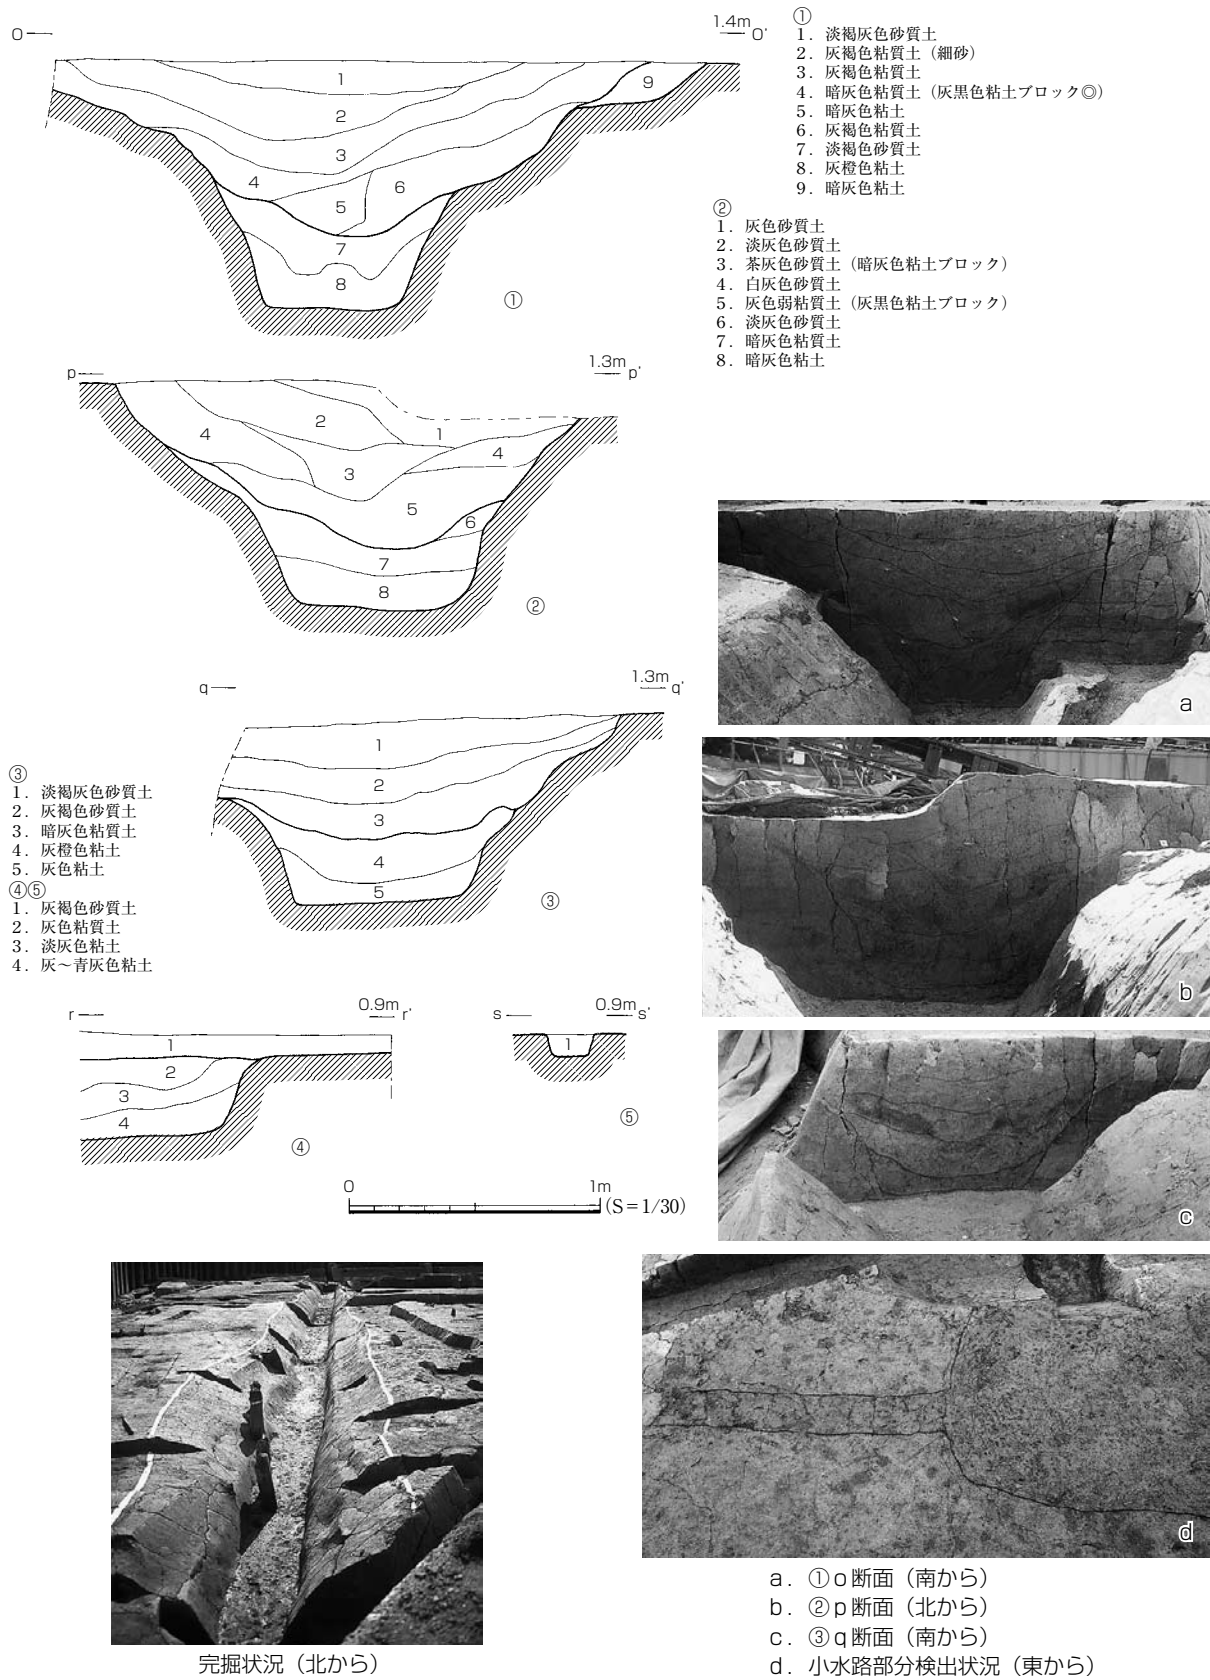 o 1.4m o'
1
2
3
4
5
6
7
8
9
①
①
1．淡褐灰色砂質土
2．灰褐色粘質土（細砂）
3．灰褐色粘質土
4．暗灰色粘質土（灰黒色粘土ブロック◎）
5．暗灰色粘土
6．灰褐色粘質土
7．淡褐色砂質土
8．灰橙色粘土
9．暗灰色粘土
②
1．灰色砂質土
2．淡灰色砂質土
3．茶灰色砂質土（暗灰色粘土ブロック）
4．白灰色砂質土
5．灰色弱粘質土（灰黒色粘土ブロック）
6．淡灰色砂質土
7．暗灰色粘質土
8．暗灰色粘土
p 1.3m p'
2
1
4
4
3
5
6
7
8
②
q 1.3m q'
1
2
3
4
5
③
③
1．淡褐灰色砂質土
2．灰褐色砂質土
3．暗灰色粘質土
4．灰橙色粘土
5．灰色粘土
④⑤
1．灰褐色砂質土
2．灰色粘質土
3．淡灰色粘土
4．灰～青灰色粘土
r 0.9m r'
1
2
3
4
④
s 0.9m s'
1
⑤
0 1m
(S＝1/30)
a
b
c
d
完掘状況（北から）
a．①o断面（南から）
b．②p断面（北から）
c．③q断面（南から）
d．小水路部分検出状況（東から）